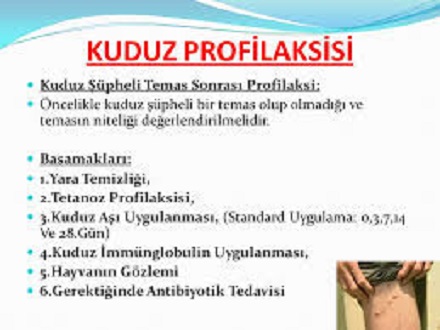 KUDUZ PROFİLAKSİSİ
Kuduz Şüpheli Temas Sonrası Profilaksi:
Öncelikle kuduz şüpheli bir temas olup olmadığı ve
temasın niteliği değerlendirilmelidir.
Basamakları:
1.Yara Temizliği,
2.Tetanoz Profilaksisi,
3.Kuduz Aşı Uygulanması, (Standard Uygulama: 0,3,7,14
Ve 28.Gün)
4.Kuduz İmmünglobulin Uygulanması,
5.Hayvanın Gözlemi
6.Gerektiğinde Antibiyotik Tedavisi